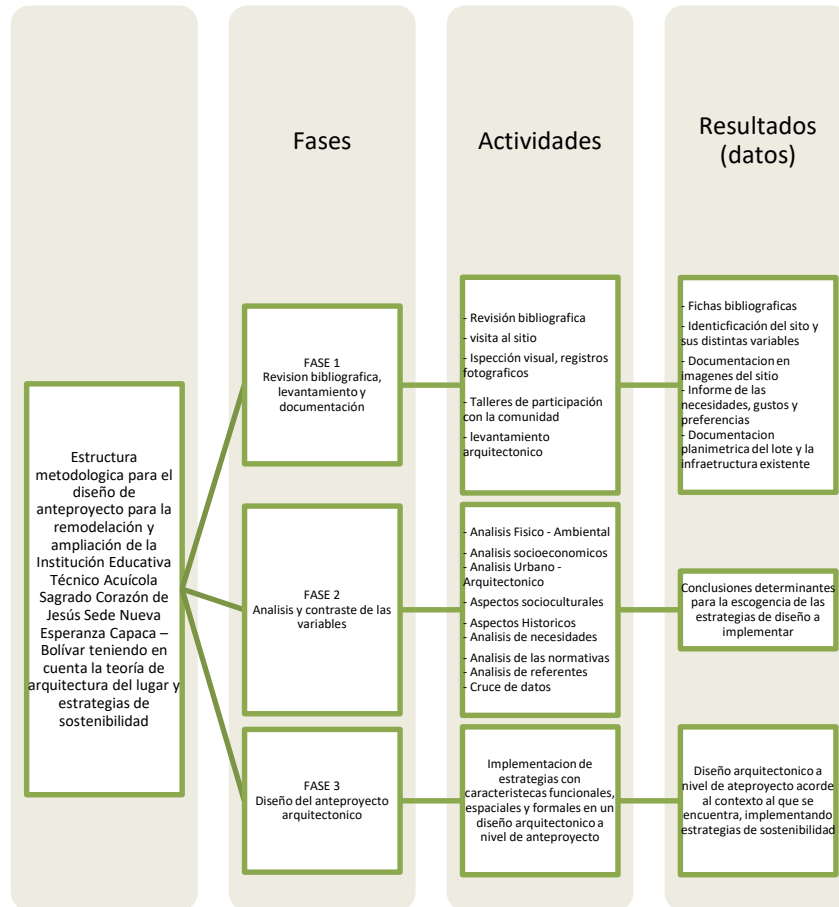 Fases
Actividades
Resultados
(datos)
Estructura
metodologica para el
diseño de
anteproyecto para la
remodelación y
ampliación de la
Institución Educativa
Técnico Acuícola
Sagrado Corazón de
Jesús Sede Nueva
Esperanza Capaca –
Bolívar teniendo en
cuenta la teoría de
arquitectura del lugar y
estrategias de
sostenibilidad
FASE 1
Revision bibliografica,
levantamiento y
documentación
- Revisión bibliografica
- visita al sitio
- Ispección visual, registros
fotograficos
- Talleres de participación
con la comunidad
- levantamiento
arquitectonico
- Fichas bibliograficas
- Identicficación del sito y
sus distintas variables
- Documentacion en
imagenes del sitio
- Informe de las
necesidades, gustos y
preferencias
- Documentacion
planimetrica del lote y la
infraetructura existente
FASE 2
Analisis y contraste de las
variables
- Analisis Fisico - Ambiental
- Analisis socioeconomicos
- Analisis Urbano -
Arquitectonico
- Aspectos socioculturales
- Aspectos Historicos
- Analisis de necesidades
- Analisis de las normativas
- Analisis de referentes
- Cruce de datos
Conclusiones determinantes
para la escogencia de las
estrategias de diseño a
implementar
FASE 3
Diseño del anteproyecto
arquitectonico
Implementacion de
estrategias con
caracteristecas funcionales,
espaciales y formales en un
diseño arquitectonico a
nivel de anteproyecto
Diseño arquitectonico a
nivel de ateproyecto acorde
al contexto al que se
encuentra, implementando
estrategias de sostenibilidad